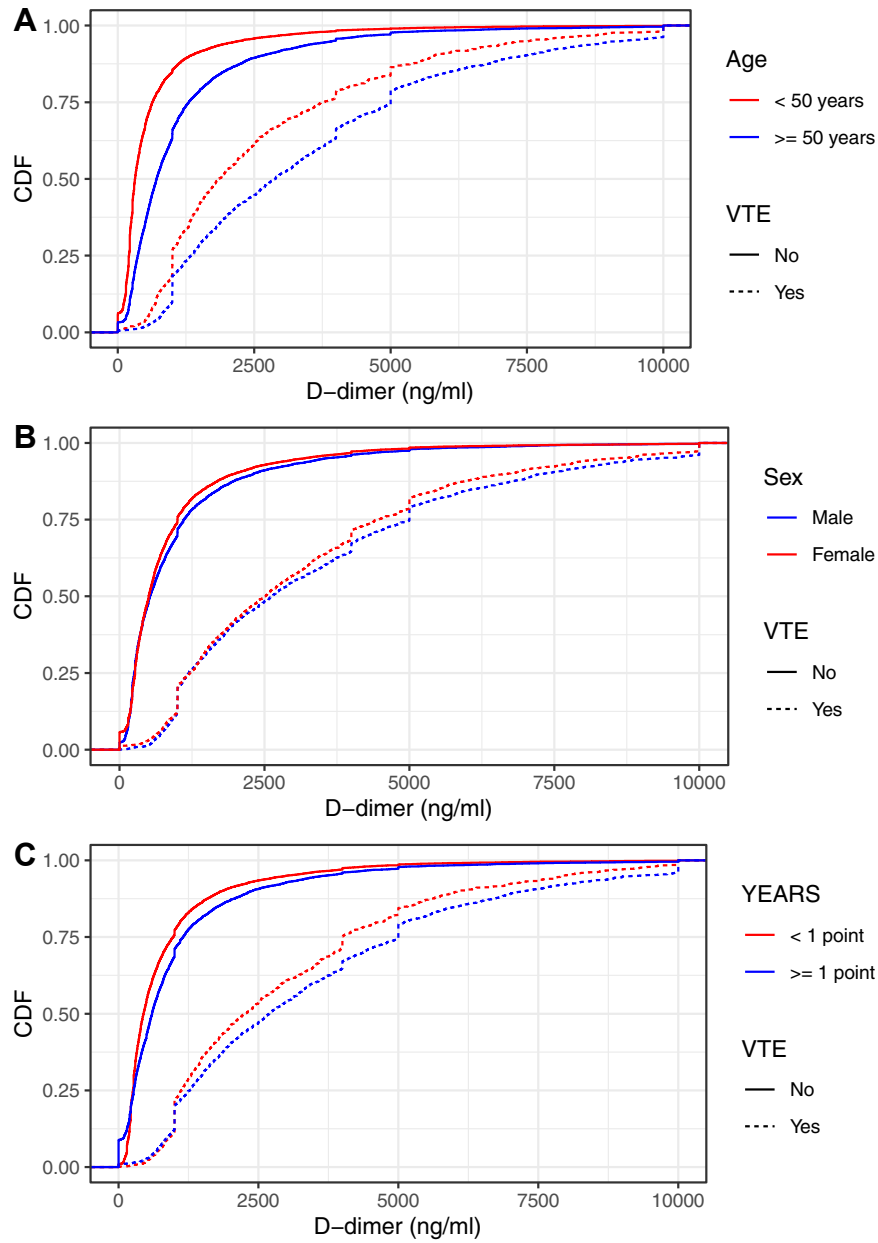 A
1.00
0.75
0.50
0.25
0.00
CDF
0 2500 5000 7500 10000
D−dimer (ng/ml)
Age
< 50 years
>= 50 years
VTE
No
Yes
B
1.00
0.75
0.50
0.25
0.00
CDF
0 2500 5000 7500 10000
D−dimer (ng/ml)
Sex
Male
Female
VTE
No
Yes
C
1.00
0.75
0.50
0.25
0.00
CDF
0 2500 5000 7500 10000
D−dimer (ng/ml)
YEARS
< 1 point
>= 1 point
VTE
No
Yes